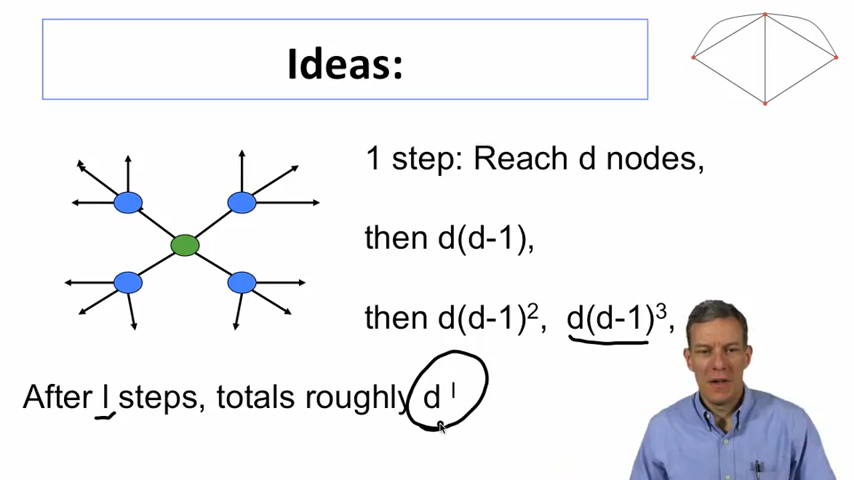 Ideas:
1 step: Reach d nodes,
then d(d-1),
then d(d-1)², d(d-1)³,
After l steps, totals roughly d ˡ